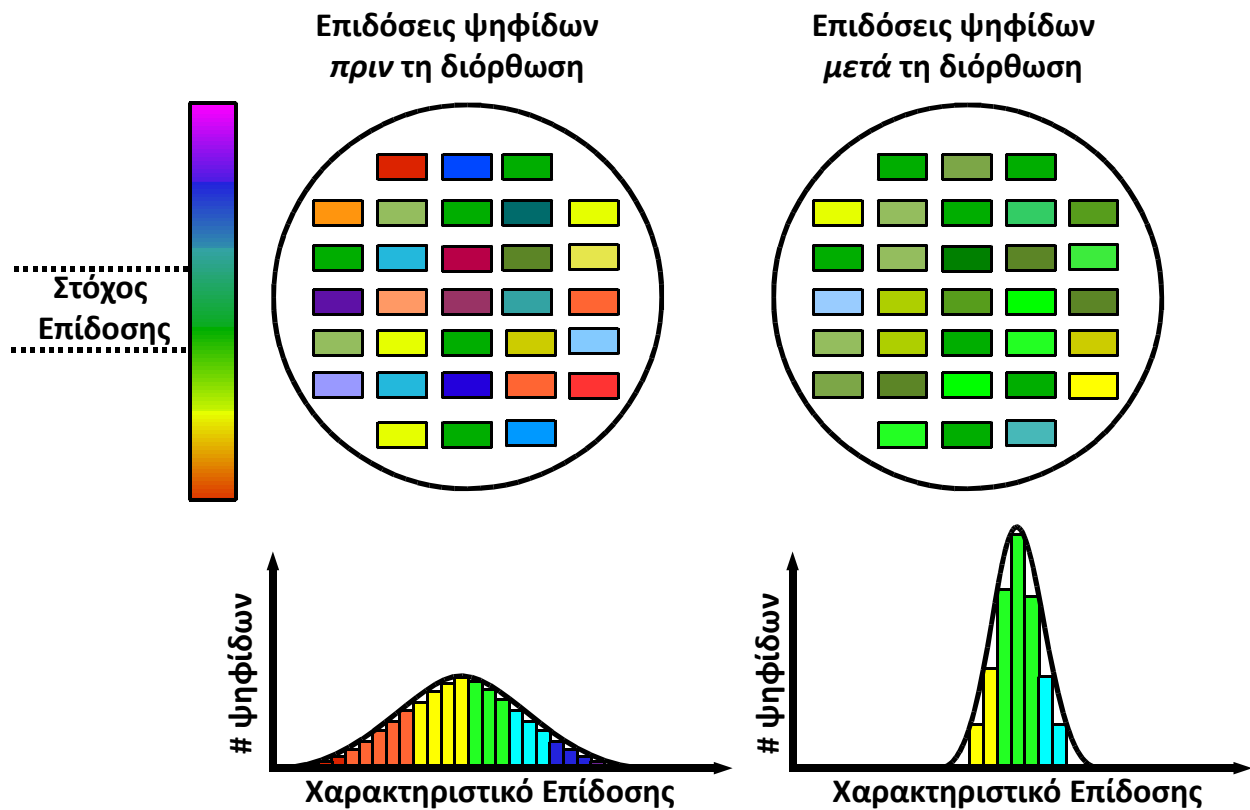 Επιδόσεις ψηφίδων
πριν τη διόρθωση
Επιδόσεις ψηφίδων
μετά τη διόρθωση
Στόχος
Επίδοσης
# ψηφίδων
Χαρακτηριστικό Επίδοσης
# ψηφίδων
Χαρακτηριστικό Επίδοσης